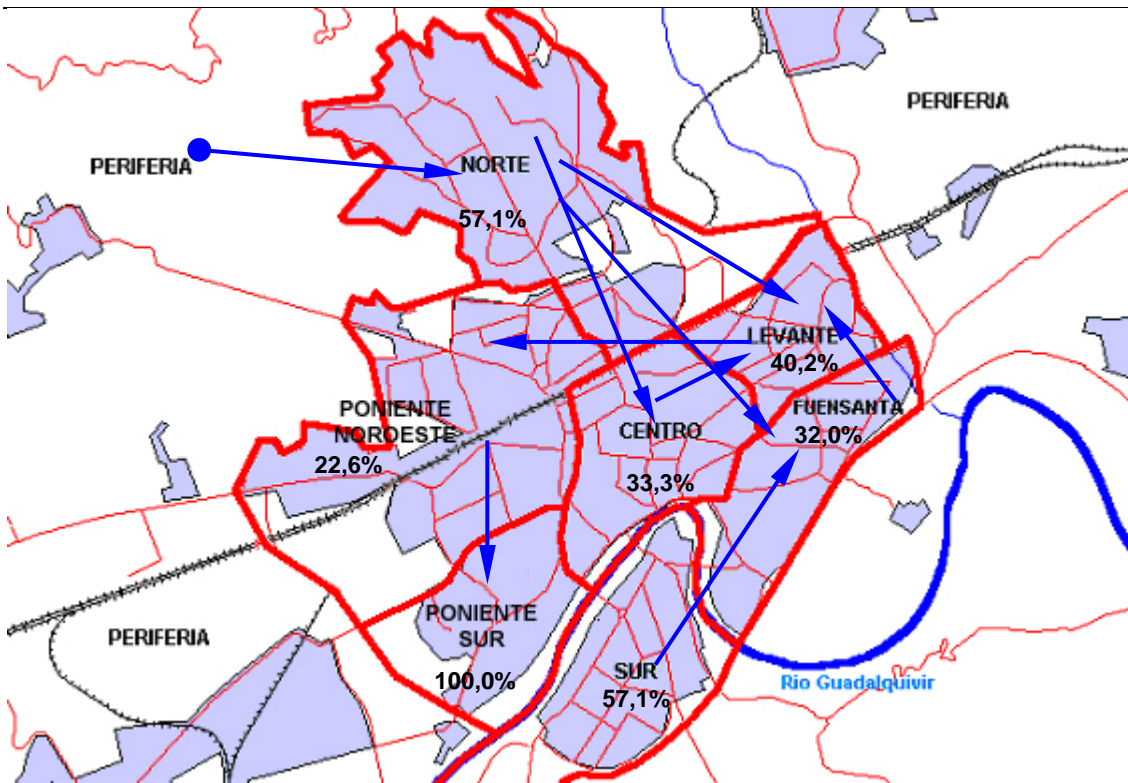 PERIFERIA
PERIFERIA
NORTE
57,1%
LEVANTE
40,2%
PONIENTE
NOROESTE
22,6%
FUENSANTA
32,0%
CENTRO
33,3%
PONIENTE
SUR
100,0%
PERIFERIA
SUR
57,1%
Rio Guadalquivir